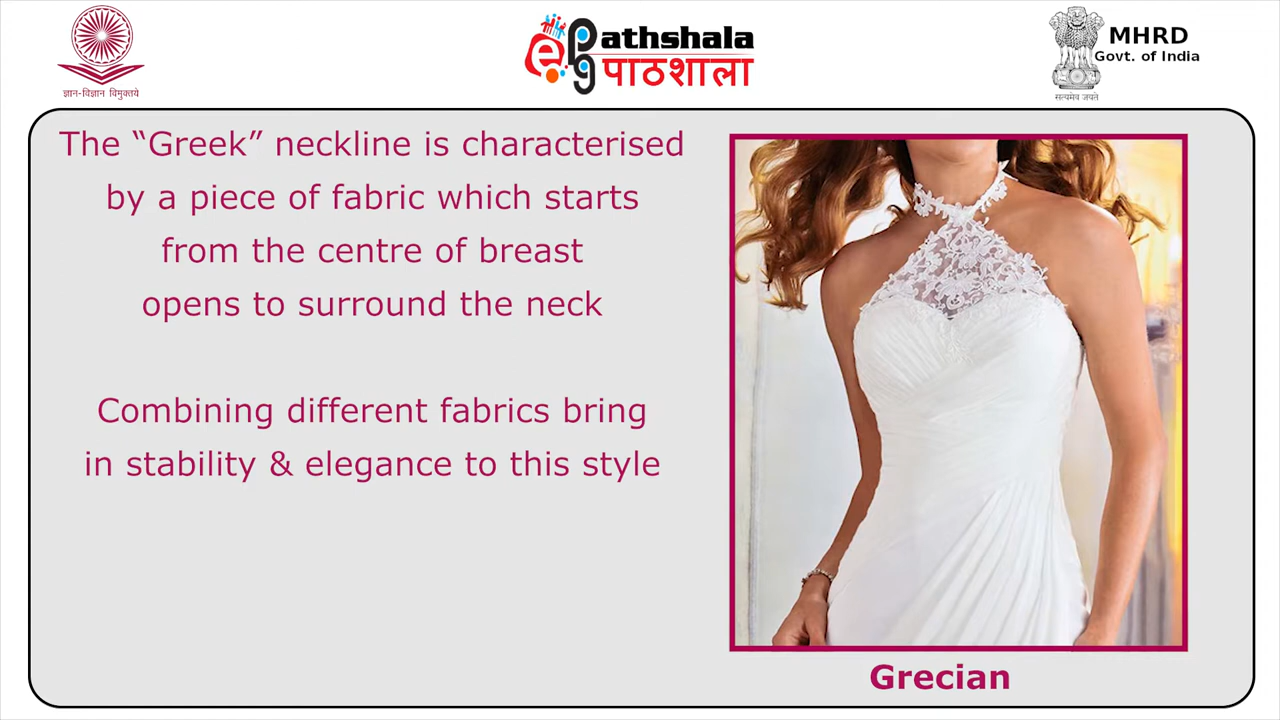 ज्ञान-विज्ञान विमुक्तये
e pg Pathshala
पाठशाला
MHRD
Govt. of India
सत्यमेव जयते
The “Greek” neckline is characterised
by a piece of fabric which starts
from the centre of breast
opens to surround the neck
Combining different fabrics bring
in stability & elegance to this style
Grecian